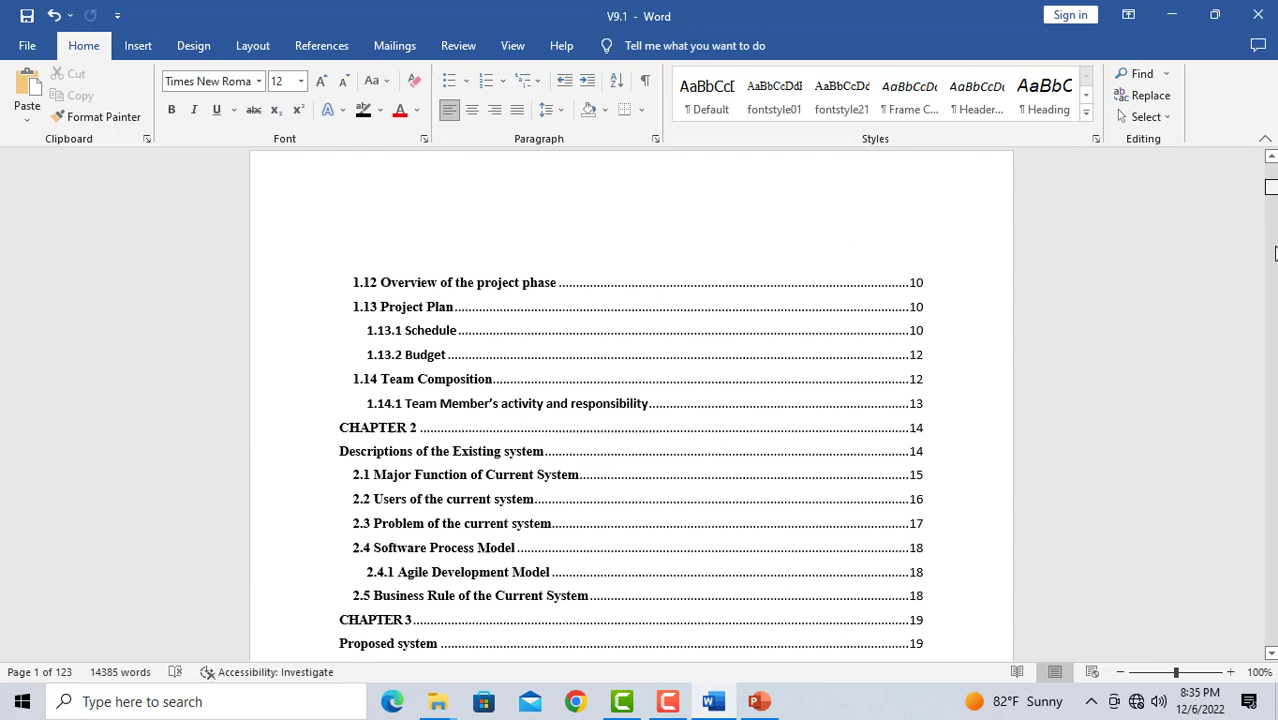 V9.1 - Word
Sign in
File Home Insert Design Layout References Mailings Review View Help Tell me what you want to do
Paste
Cut
Copy
Format Painter
Clipboard
Times New Roma 12
Aa
B I U abc x₂ x² A A
Font
Paragraph
AaBbCcD AaBbCcDc AaBbCcDc AaBbCcDc AaBbCcDc AaBbC
¶ Default fontstyle01 fontstyle21 ¶ Frame C... ¶ Header... ¶ Heading
Styles
Find
Replace
Select
Editing
1.12 Overview of the project phase ........ 10
1.13 Project Plan ........ 10
1.13.1 Schedule ........ 10
1.13.2 Budget ........ 12
1.14 Team Composition ........ 12
1.14.1 Team Member’s activity and responsibility ........ 13
CHAPTER 2 ........ 14
Descriptions of the Existing system ........ 14
2.1 Major Function of Current System ........ 15
2.2 Users of the current system ........ 16
2.3 Problem of the current system ........ 17
2.4 Software Process Model ........ 18
2.4.1 Agile Development Model ........ 18
2.5 Business Rule of the Current System ........ 18
CHAPTER 3 ........ 19
Proposed system ........ 19
Page 1 of 123 14385 words Accessibility: Investigate 100%
Type here to search
82°F Sunny
8:35 PM
12/6/2022